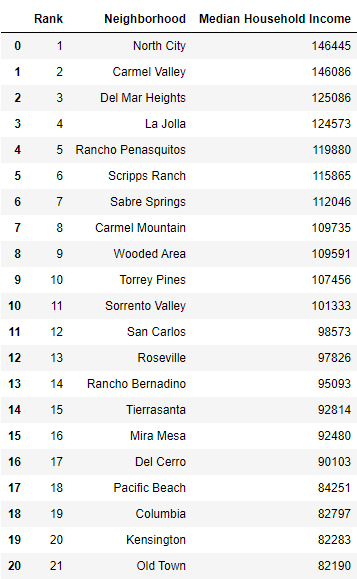 Rank Neighborhood Median Household Income
0 1 North City 146445
1 2 Carmel Valley 146086
2 3 Del Mar Heights 125086
3 4 La Jolla 124573
4 5 Rancho Penasquitos 119880
5 6 Scripps Ranch 115865
6 7 Sabre Springs 112046
7 8 Carmel Mountain 109735
8 9 Wooded Area 109591
9 10 Torrey Pines 107456
10 11 Sorrento Valley 101333
11 12 San Carlos 98573
12 13 Roseville 97826
13 14 Rancho Bernadino 95093
14 15 Tierrasanta 92814
15 16 Mira Mesa 92480
16 17 Del Cerro 90103
17 18 Pacific Beach 84251
18 19 Columbia 82797
19 20 Kensington 82283
20 21 Old Town 82190